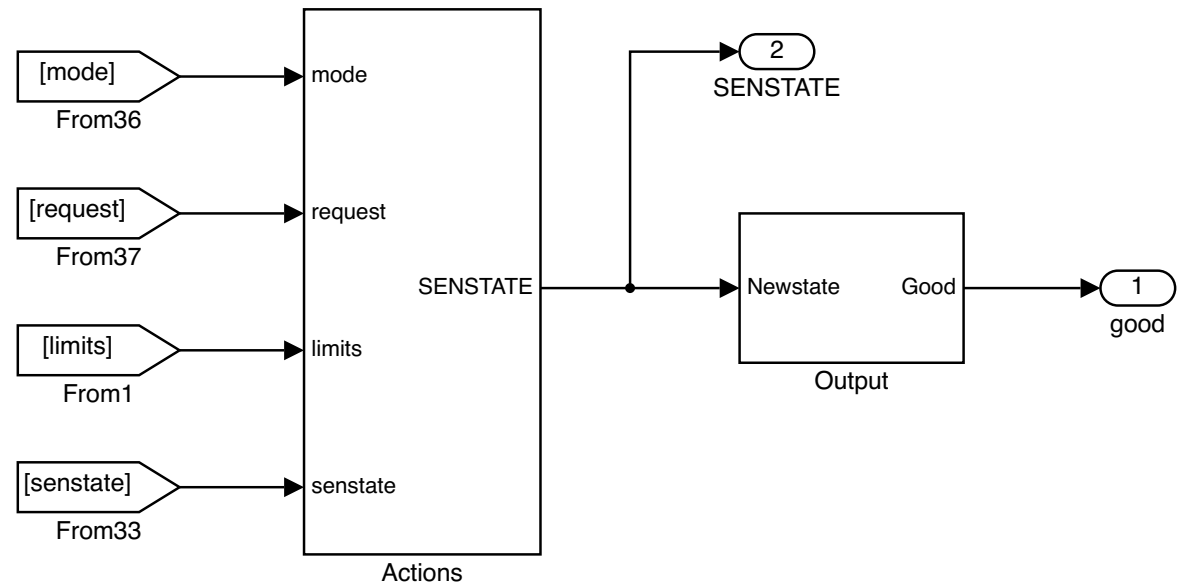 [mode]
From36
[request]
From37
[limits]
From1
[senstate]
From33
mode
request
limits
senstate
SENSTATE
Actions
2
SENSTATE
Newstate
Good
Output
1
good